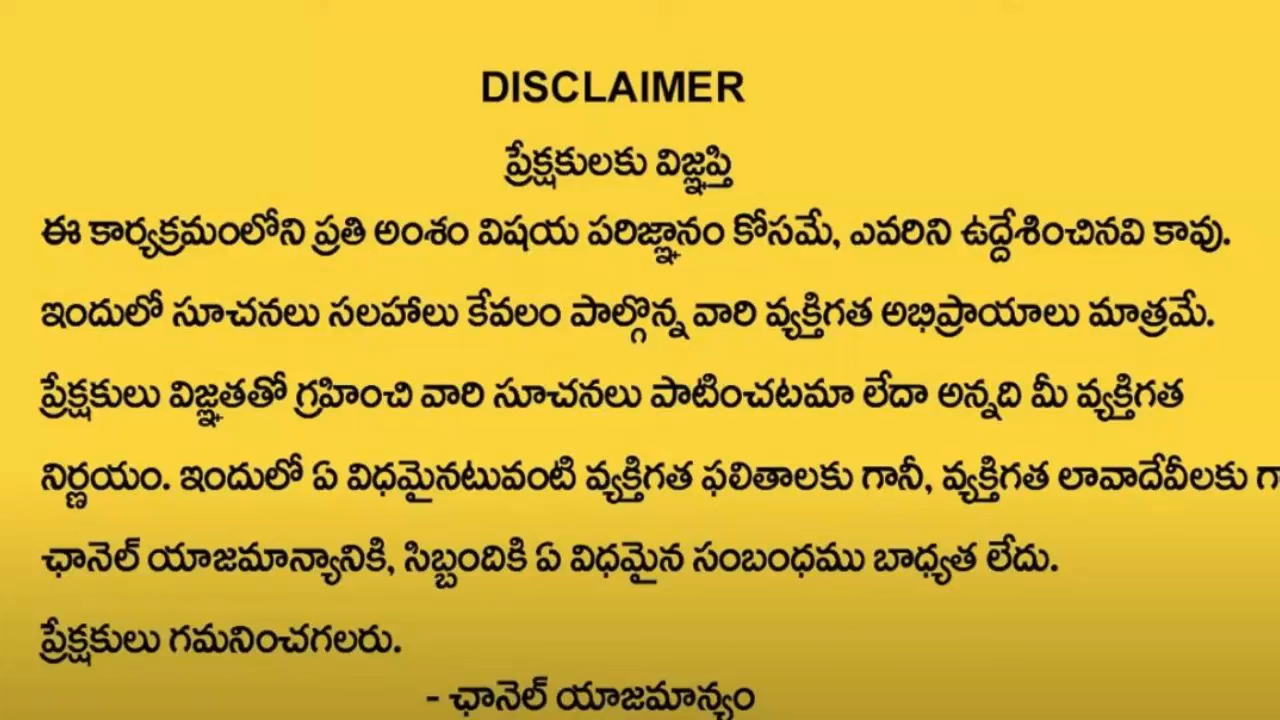 DISCLAIMER
ప్రేక్షకులకు విజ్ఞప్తి
ఈ కార్యక్రమంలోని ప్రతి అంశం విషయ పరిజ్ఞానం కోసమే, ఎవరిని ఉద్దేశించినవి కావు.
ఇందులో సూచనలు సలహాలు కేవలం పాల్గొన్న వారి వ్యక్తిగత అభిప్రాయాలు మాత్రమే.
ప్రేక్షకులు విజ్ఞతతో గ్రహించి వారి సూచనలు పాటించటమా లేదా అన్నది మీ వ్యక్తిగత
నిర్ణయం. ఇందులో ఏ విధమైనటువంటి వ్యక్తిగత ఫలితాలకు గానీ, వ్యక్తిగత లావాదేవీలకు
ఛానెల్ యాజమాన్యానికి, సిబ్బందికి ఏ విధమైన సంబంధము బాధ్యత లేదు.
ప్రేక్షకులు గమనించగలరు.
- ఛానెల్ యాజమాన్యం